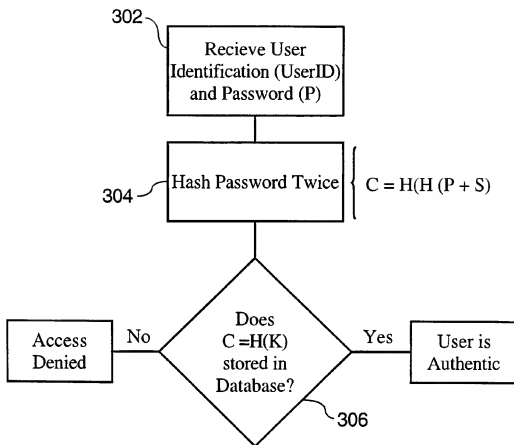 302
Recieve User
Identification (UserID)
and Password (P)
304
Hash Password Twice
C = H(H (P + S)
Does
C =H(K)
stored in
Database?
No
Access
Denied
Yes
User is
Authentic
306